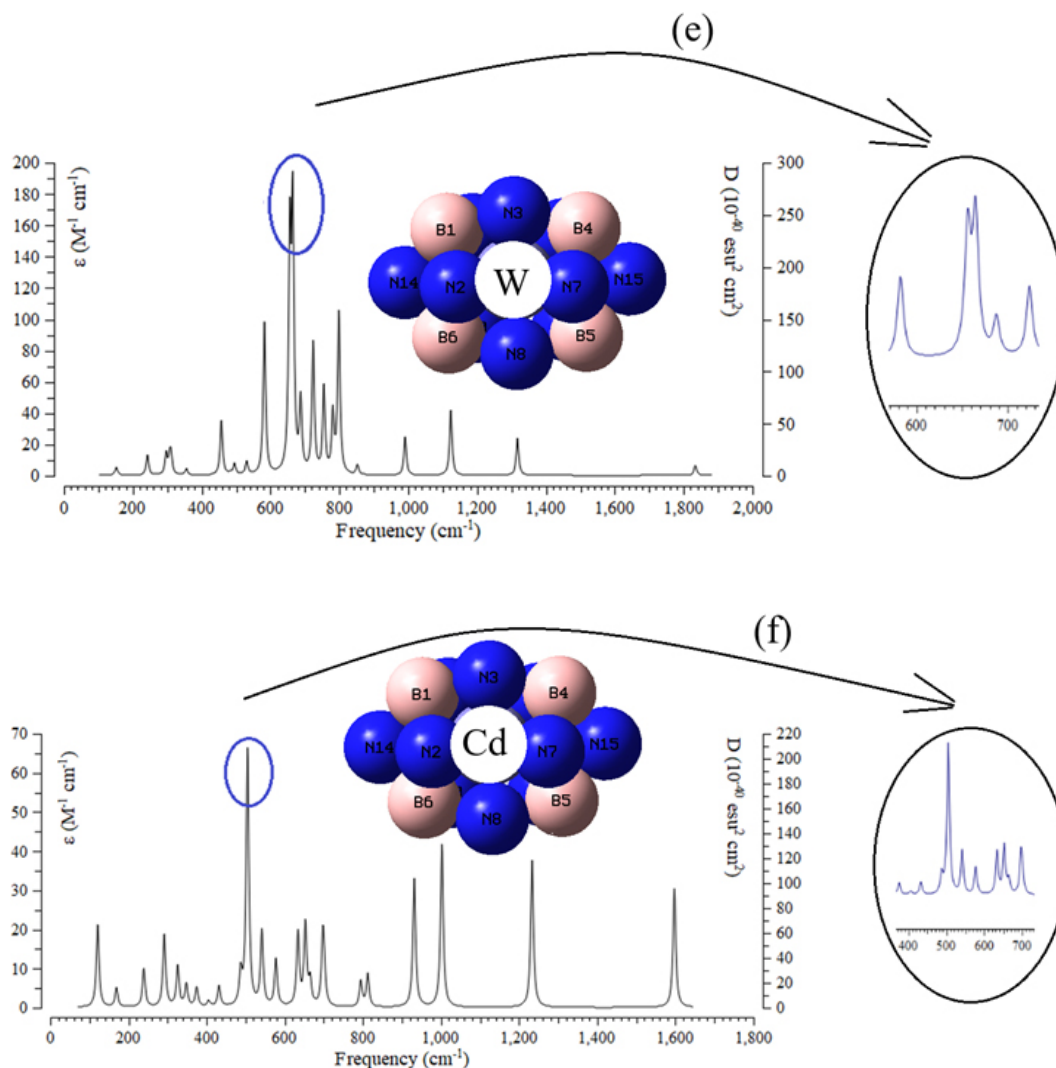 (e)
ε (M⁻¹ cm⁻¹)
200
180
160
140
120
100
80
60
40
20
0
0 200 400 600 800 1,000 1,200 1,400 1,600 1,800 2,000
Frequency (cm⁻¹)
D (10⁻⁴⁰ esu² cm²)
300
250
200
150
100
50
0
N3
B1 B4
N14 N2 W N7 N15
B6 B5
N8
600 700
(f)
ε (M⁻¹ cm⁻¹)
70
60
50
40
30
20
10
0
0 200 400 600 800 1,000 1,200 1,400 1,600 1,800
Frequency (cm⁻¹)
D (10⁻⁴⁰ esu² cm²)
220
200
180
160
140
120
100
80
60
40
20
0
N3
B1 B4
N14 N2 Cd N7 N15
B6 B5
N8
400 500 600 700